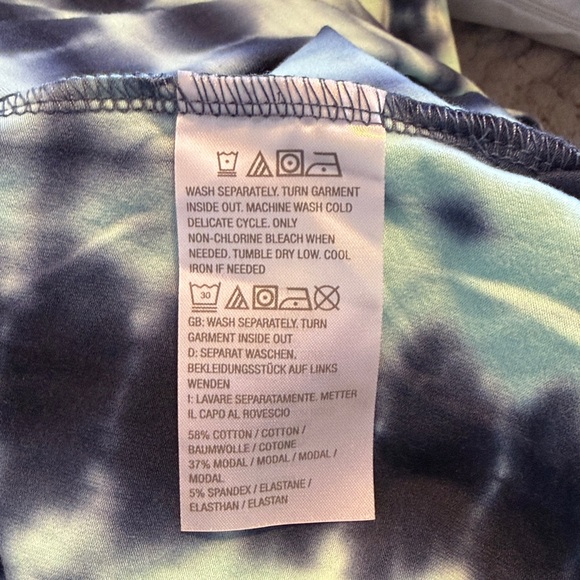 WASH SEPARATELY. TURN GARMENT
INSIDE OUT. MACHINE WASH COLD
DELICATE CYCLE. ONLY
NON-CHLORINE BLEACH WHEN
NEEDED. TUMBLE DRY LOW. COOL
IRON IF NEEDED
30
GB: WASH SEPARATELY. TURN
GARMENT INSIDE OUT
D: SEPARAT WASCHEN.
BEKLEIDUNGSSTÜCK AUF LINKS
WENDEN
I: LAVARE SEPARATAMENTE. METTER
IL CAPO AL ROVESCIO
58% COTTON / COTTON /
BAUMWOLLE / COTONE
37% MODAL / MODAL / MODAL /
MODAL
5% SPANDEX / ELASTANE /
ELASTHAN / ELASTAN